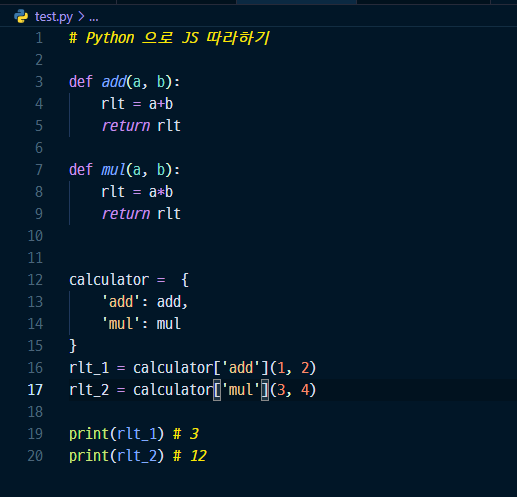 test.py > ...
1 # Python 으로 JS 따라하기
2
3 def add(a, b):
4     rlt = a+b
5     return rlt
6
7 def mul(a, b):
8     rlt = a*b
9     return rlt
10
11
12 calculator =  {
13     'add': add,
14     'mul': mul
15 }
16 rlt_1 = calculator['add'](1, 2)
17 rlt_2 = calculator['mul'](3, 4)
18
19 print(rlt_1) # 3
20 print(rlt_2) # 12